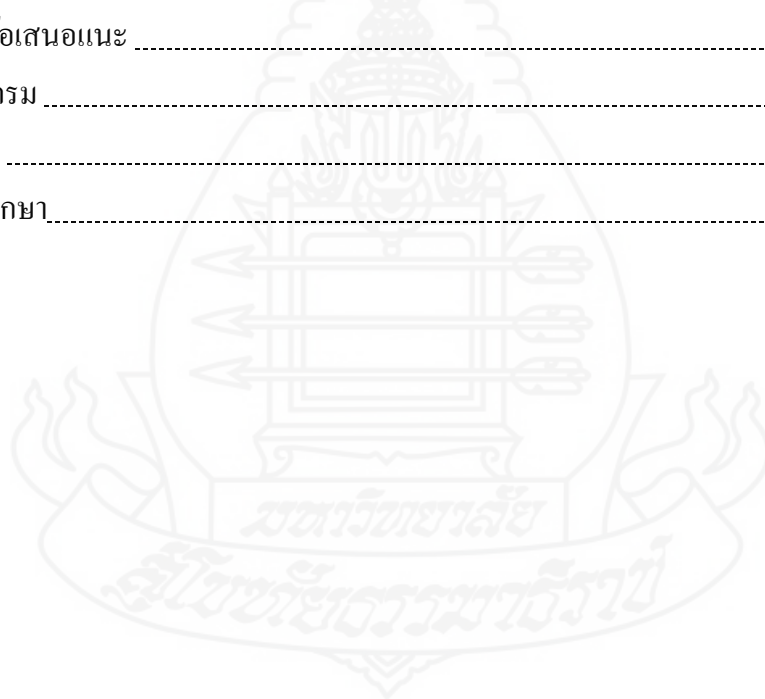 อเสนอแนะ
รม
กษา
มหาวิทยาลัย
สุโขทัยธรรมาธิราช